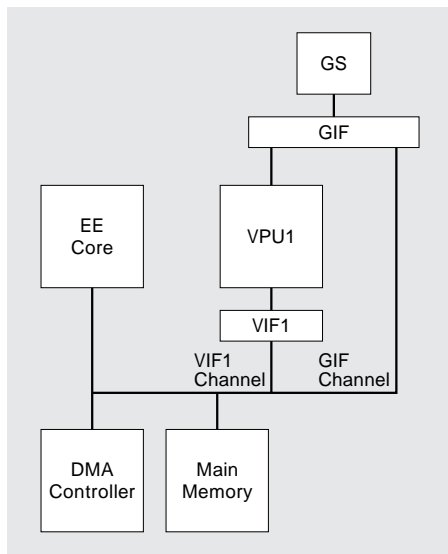 GS
GIF
EE
Core
VPU1
VIF1
VIF1
Channel
GIF
Channel
DMA
Controller
Main
Memory